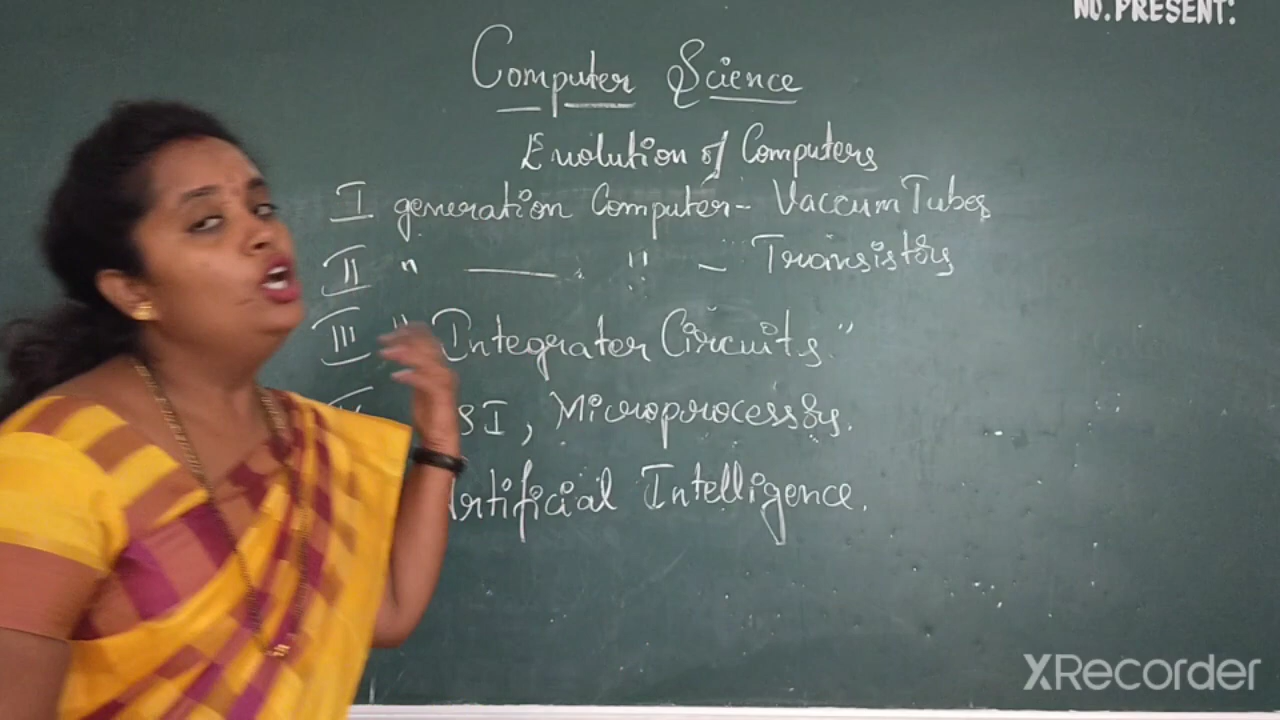 NO. PRESENT:
Computer Science
Evolution of Computers
I generation Computer - Vaccum Tubes
II " — " - Transistors
III " Integrater Circuits "
SI, Microprocessors.
Artificial Intelligence.
XRecorder